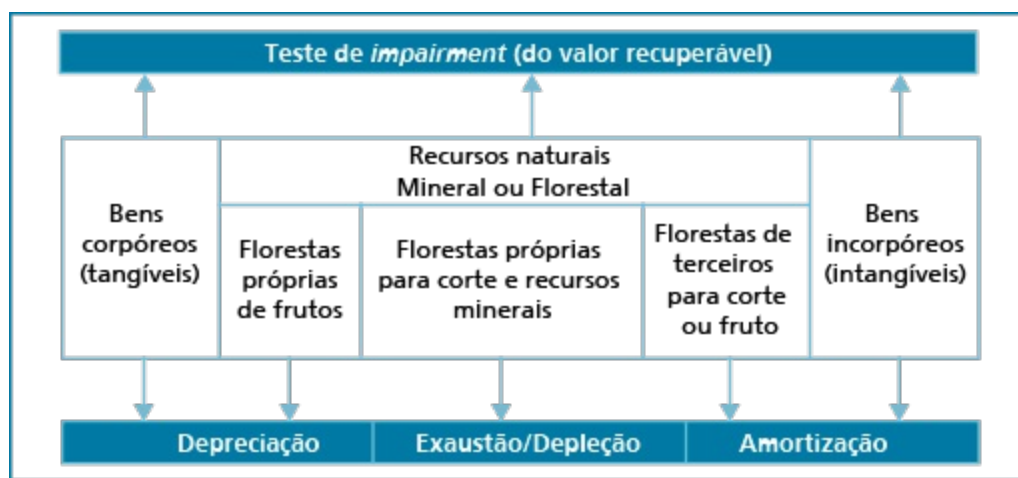 Teste de impairment (do valor recuperável)
Recursos naturais
Mineral ou Florestal
Bens
corpóreos
(tangíveis)
Florestas
próprias
de frutos
Florestas próprias
para corte e recursos
minerais
Florestas de
terceiros
para corte
ou fruto
Bens
incorpóreos
(intangíveis)
Depreciação
Exaustão/Depleção
Amortização